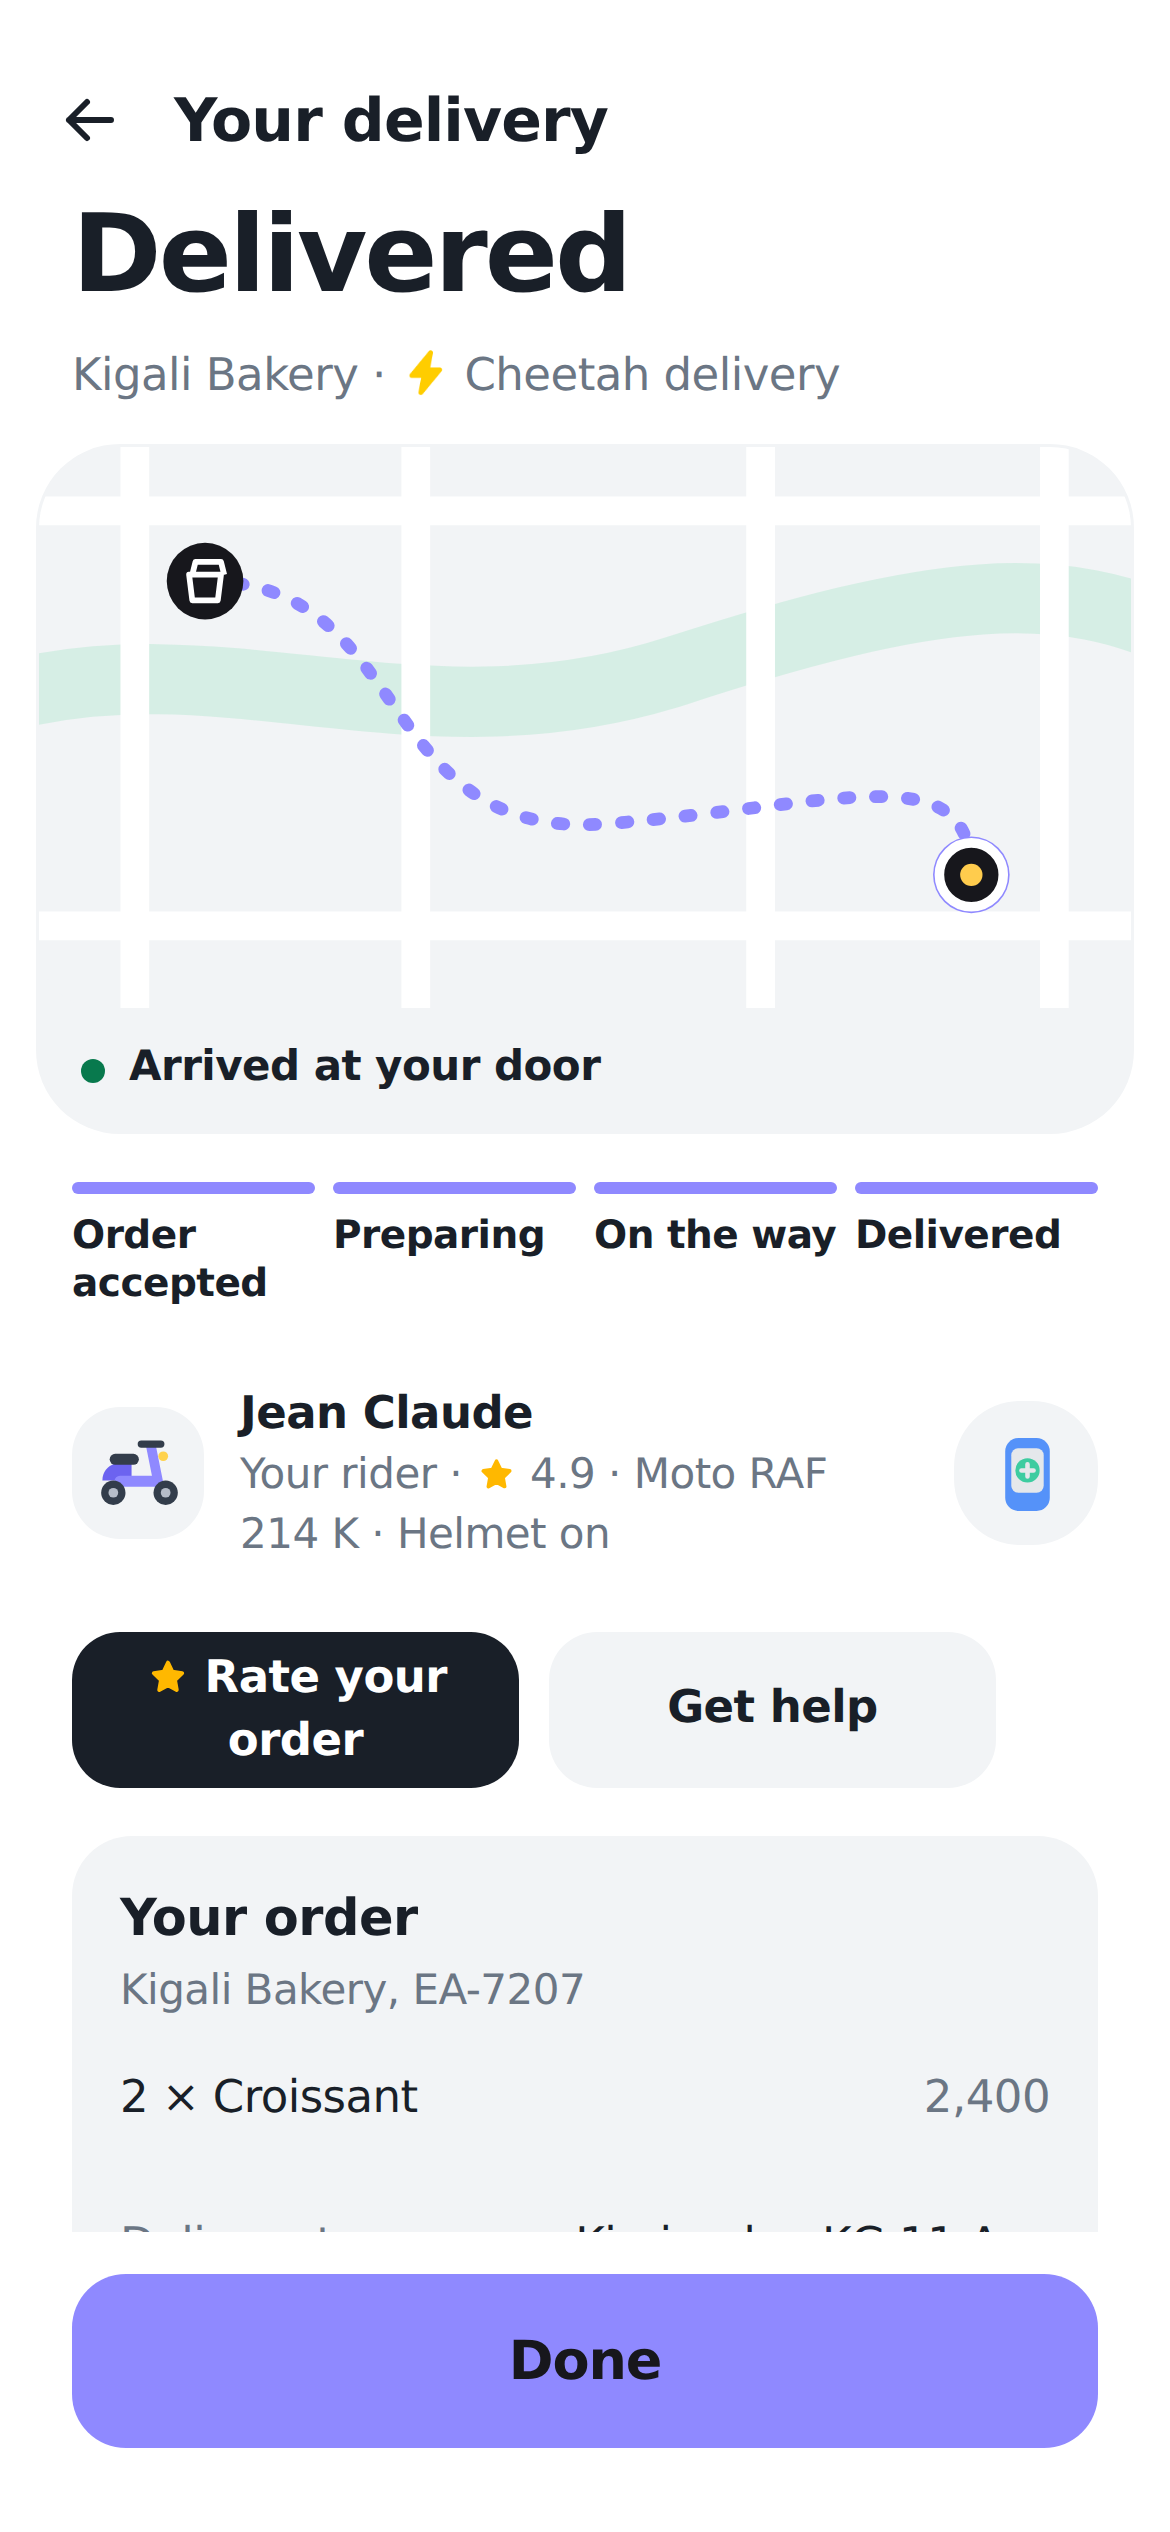 Your delivery
Delivered
Kigali Bakery · Cheetah delivery
Arrived at your door
Order accepted
Preparing
On the way
Delivered
Jean Claude
Your rider · 4.9 · Moto RAF
214 K · Helmet on
Rate your
order
Get help
Your order
Kigali Bakery, EA-7207
2 × Croissant 2,400
Done